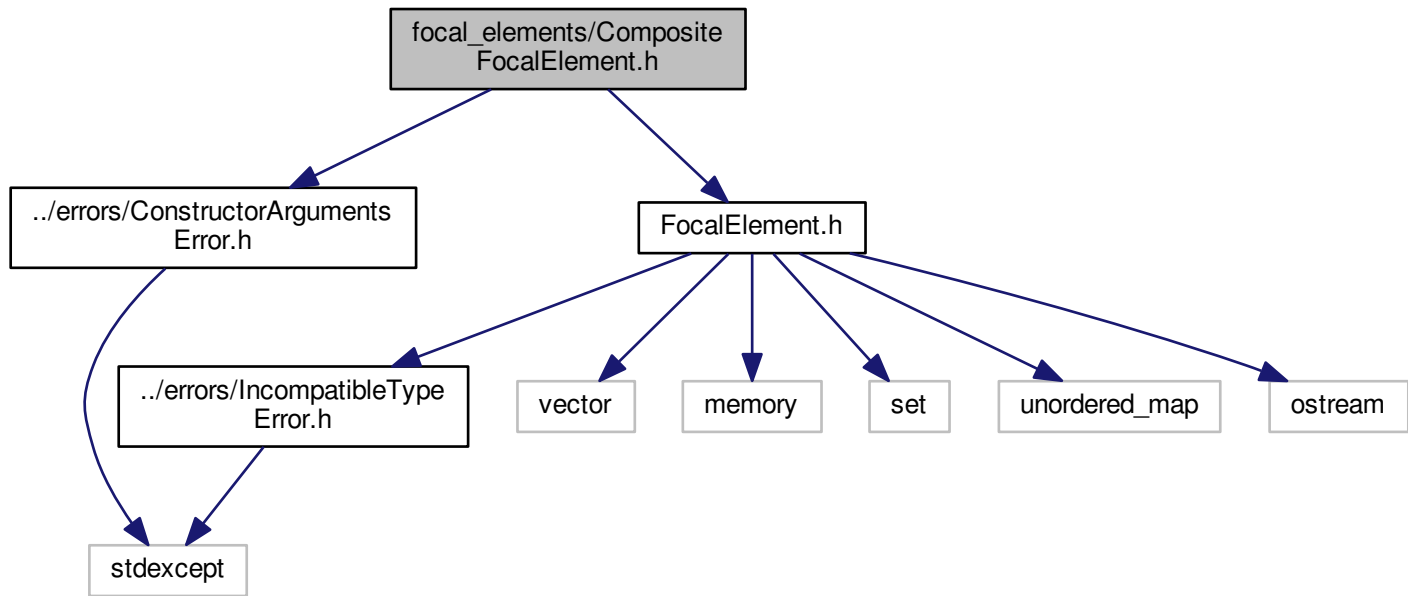 focal_elements/Composite
FocalElement.h
../errors/ConstructorArguments
Error.h
FocalElement.h
../errors/IncompatibleType
Error.h
vector
memory
set
unordered_map
ostream
stdexcept